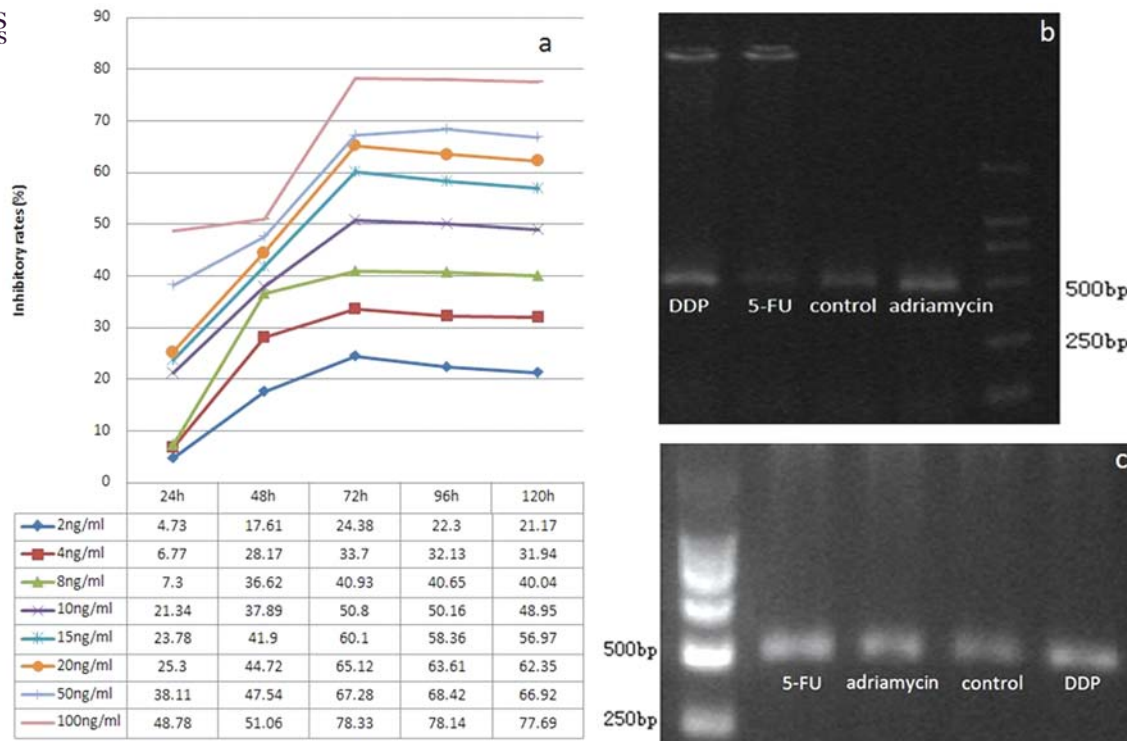 S
S
a
90
80
70
60
50
40
30
20
10
0
Inhibitory rates (%)
24h 48h 72h 96h 120h
2ng/ml 4.73 17.61 24.38 22.3 21.17
4ng/ml 6.77 28.17 33.7 32.13 31.94
8ng/ml 7.3 36.62 40.93 40.65 40.04
10ng/ml 21.34 37.89 50.8 50.16 48.95
15ng/ml 23.78 41.9 60.1 58.36 56.97
20ng/ml 25.3 44.72 65.12 63.61 62.35
50ng/ml 38.11 47.54 67.28 68.42 66.92
100ng/ml 48.78 51.06 78.33 78.14 77.69
b
DDP 5-FU control adriamycin
500bp
250bp
c
500bp
5-FU adriamycin control DDP
250bp